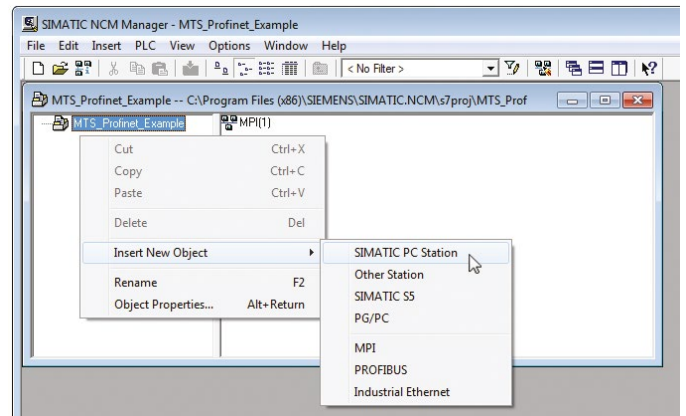 SIMATIC NCM Manager - MTS_Profinet_Example
File Edit Insert PLC View Options Window Help
< No Filter >
MTS_Profinet_Example -- C:\Program Files (x86)\SIEMENS\SIMATIC.NCM\s7proj\MTS_Prof
MTS_Profinet_Example
MPI(1)
Cut Ctrl+X
Copy Ctrl+C
Paste Ctrl+V
Delete Del
Insert New Object
Rename F2
Object Properties... Alt+Return
SIMATIC PC Station
Other Station
SIMATIC S5
PG/PC
MPI
PROFIBUS
Industrial Ethernet